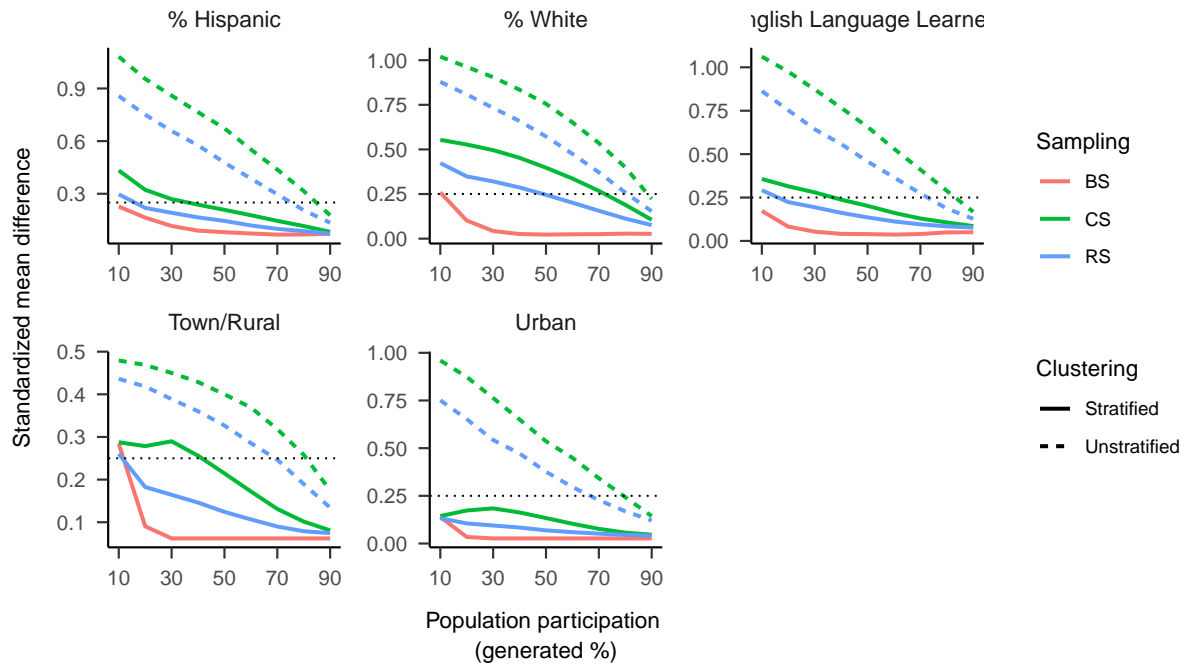 % Hispanic
% White
nglish Language Learne
0.9
0.6
0.3
10 30 50 70 90
1.00
0.75
0.50
0.25
0.00
10 30 50 70 90
1.00
0.75
0.50
0.25
0.00
10 30 50 70 90
Town/Rural
Urban
0.5
0.4
0.3
0.2
0.1
10 30 50 70 90
1.00
0.75
0.50
0.25
0.00
10 30 50 70 90
Standardized mean difference
Population participation
(generated %)
Sampling
BS
CS
RS
Clustering
Stratified
Unstratified